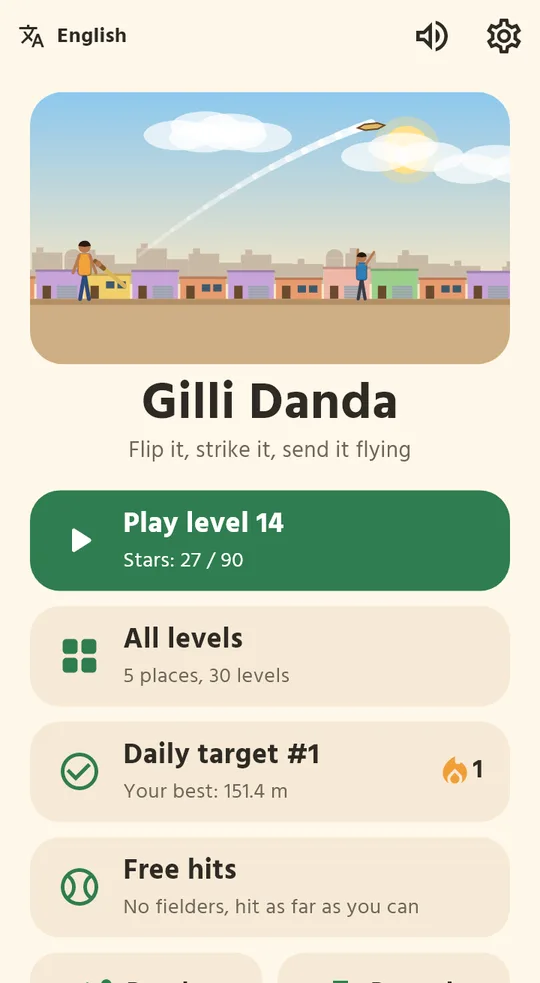 English
Gilli Danda
Flip it, strike it, send it flying
Play level 14
Stars: 27 / 90
All levels
5 places, 30 levels
Daily target #1
Your best: 151.4 m
1
Free hits
No fielders, hit as far as you can